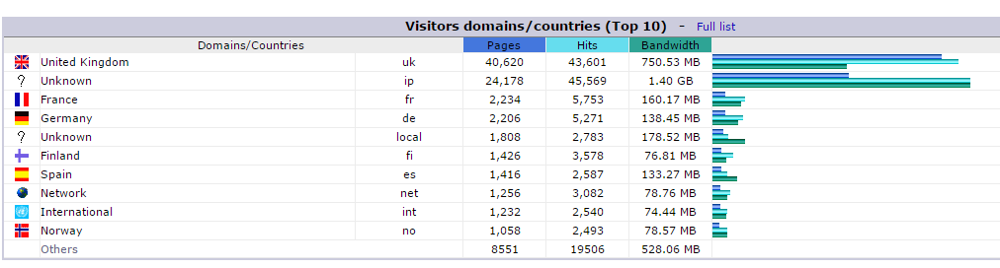 Visitors domains/countries (Top 10) - Full list
Domains/Countries Pages Hits Bandwidth
United Kingdom uk 40,620 43,601 750.53 MB
? Unknown ip 24,178 45,569 1.40 GB
France fr 2,234 5,753 160.17 MB
Germany de 2,206 5,271 138.45 MB
? Unknown local 1,808 2,783 178.52 MB
Finland fi 1,426 3,578 76.81 MB
Spain es 1,416 2,587 133.27 MB
Network net 1,256 3,082 78.76 MB
International int 1,232 2,540 74.44 MB
Norway no 1,058 2,493 78.57 MB
Others 8551 19506 528.06 MB